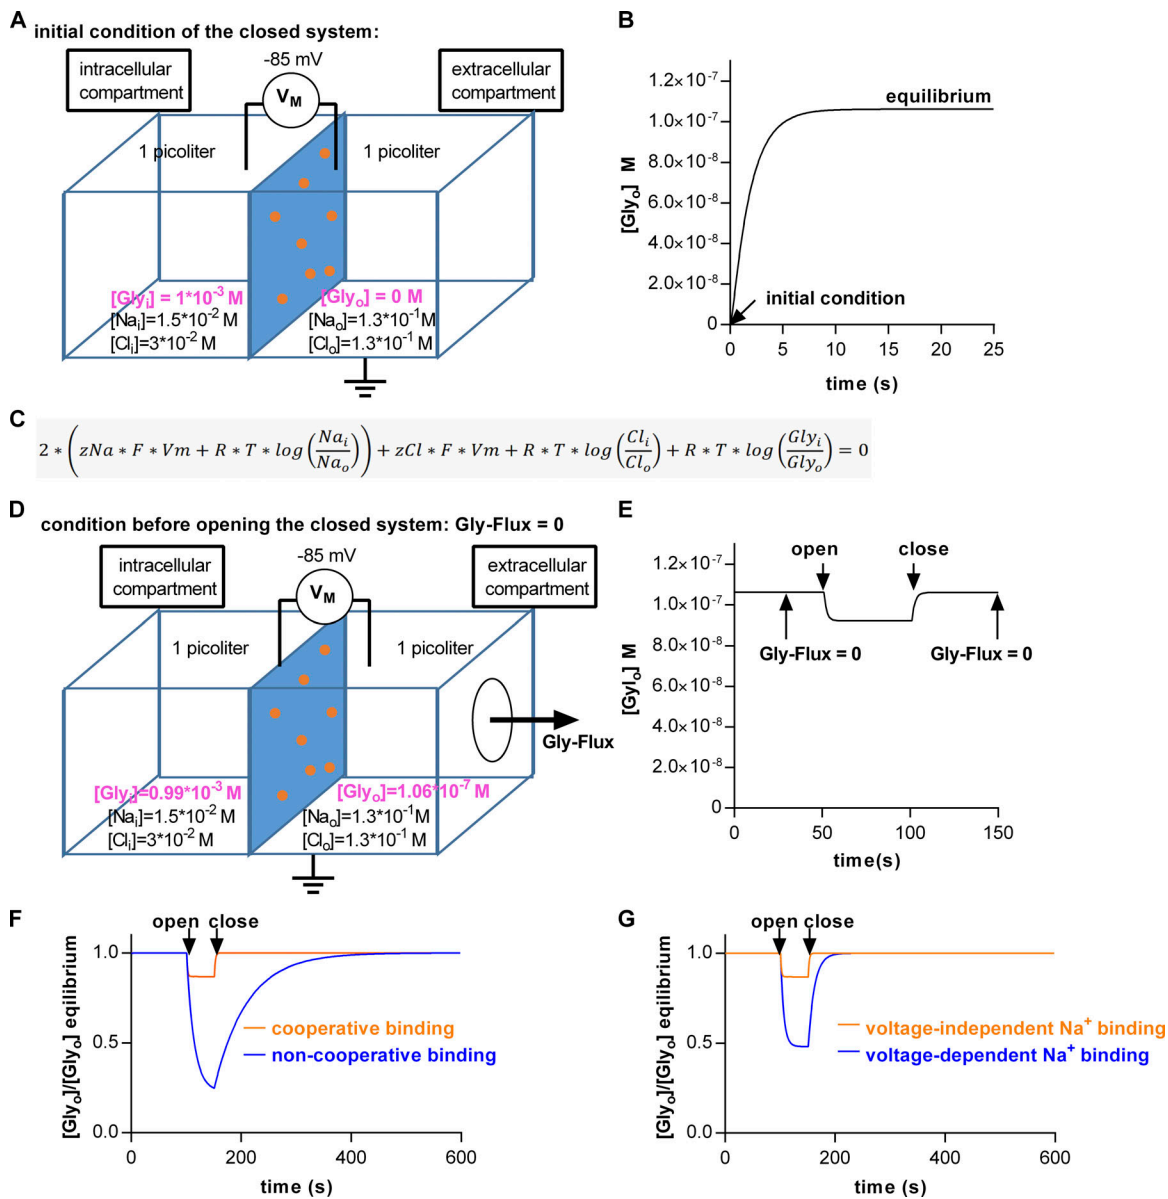 A
initial condition of the closed system:
intracellular
compartment
-85 mV
V_M
extracellular
compartment
1 picoliter
1 picoliter
[Gly_i] = 1*10^-3 M
[Na_i]=1.5*10^-2 M
[Cl_i]=3*10^-2 M
[Gly_o] = 0 M
[Na_o]=1.3*10^-1M
[Cl_o]=1.3*10^-1 M
B
[Gly_o] M
1.2×10^-7
1.0×10^-7
8.0×10^-8
6.0×10^-8
4.0×10^-8
2.0×10^-8
0
equilibrium
initial condition
0 5 10 15 20 25
time (s)
C
2 * (zNa * F * Vm + R * T * log (Na_i/Na_o)) + zCl * F * Vm + R * T * log (Cl_i/Cl_o) + R * T * log (Gly_i/Gly_o) = 0
D
condition before opening the closed system: Gly-Flux = 0
intracellular
compartment
-85 mV
V_M
extracellular
compartment
1 picoliter
1 picoliter
Gly-Flux
[Gly_i]=0.99*10^-3 M
[Na_i]=1.5*10^-2 M
[Cl_i]=3*10^-2 M
[Gly_o]=1.06*10^-7 M
[Na_o]=1.3*10^-1M
[Cl_o]=1.3*10^-1 M
E
[Gyl_o] M
1.2×10^-7
1.0×10^-7
8.0×10^-8
6.0×10^-8
4.0×10^-8
2.0×10^-8
0
open
close
Gly-Flux = 0
Gly-Flux = 0
0 50 100 150
time(s)
F
open close
[Gly_o]/[Gly_o] eqilibrium
1.0
0.5
0.0
cooperative binding
non-cooperative binding
0 200 400 600
time (s)
G
open close
[Gly_o]/[Gly_o] equilibrium
1.0
0.5
0.0
voltage-independent Na^+ binding
voltage-dependent Na^+ binding
0 200 400 600
time (s)